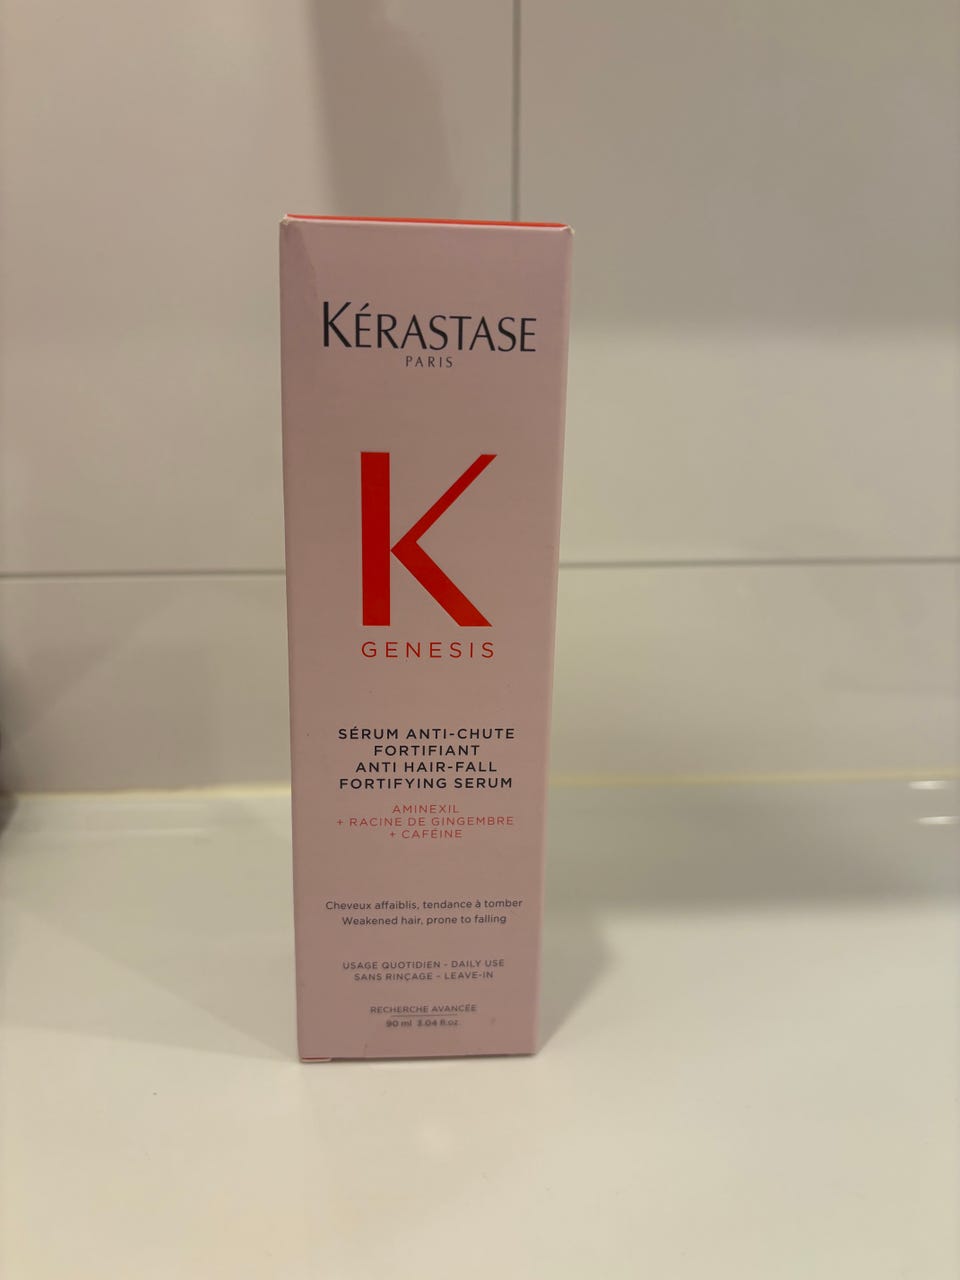 KÉRASTASE
PARIS
K
GENESIS
SÉRUM ANTI-CHUTE
FORTIFIANT
ANTI HAIR-FALL
FORTIFYING SERUM
AMINEXIL
+ RACINE DE GINGEMBRE
+ CAFÉINE
Cheveux affaiblis, tendance à tomber
Weakened hair, prone to falling
USAGE QUOTIDIEN - DAILY USE
SANS RINÇAGE - LEAVE-IN
RECHERCHE AVANCÉE
90 ml 3.04 fl.oz.